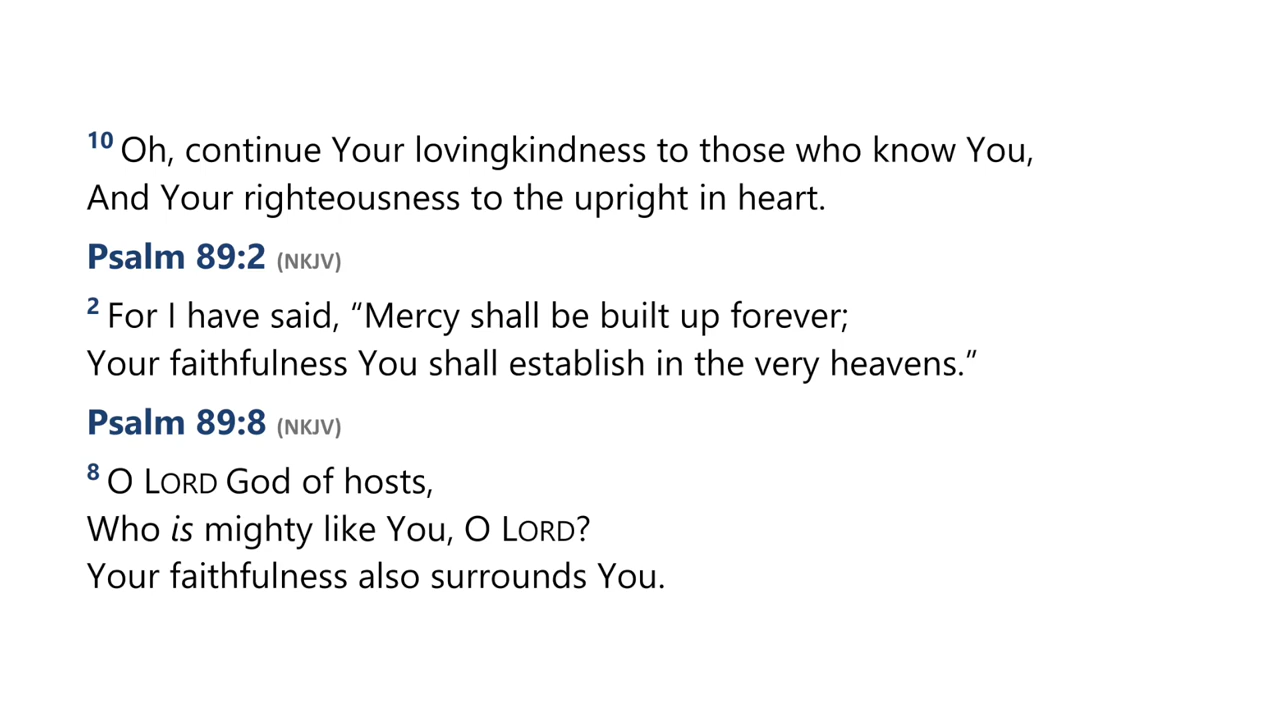 10 Oh, continue Your lovingkindness to those who know You,
And Your righteousness to the upright in heart.
Psalm 89:2 (NKJV)
2 For I have said, “Mercy shall be built up forever;
Your faithfulness You shall establish in the very heavens.”
Psalm 89:8 (NKJV)
8 O LORD God of hosts,
Who is mighty like You, O LORD?
Your faithfulness also surrounds You.